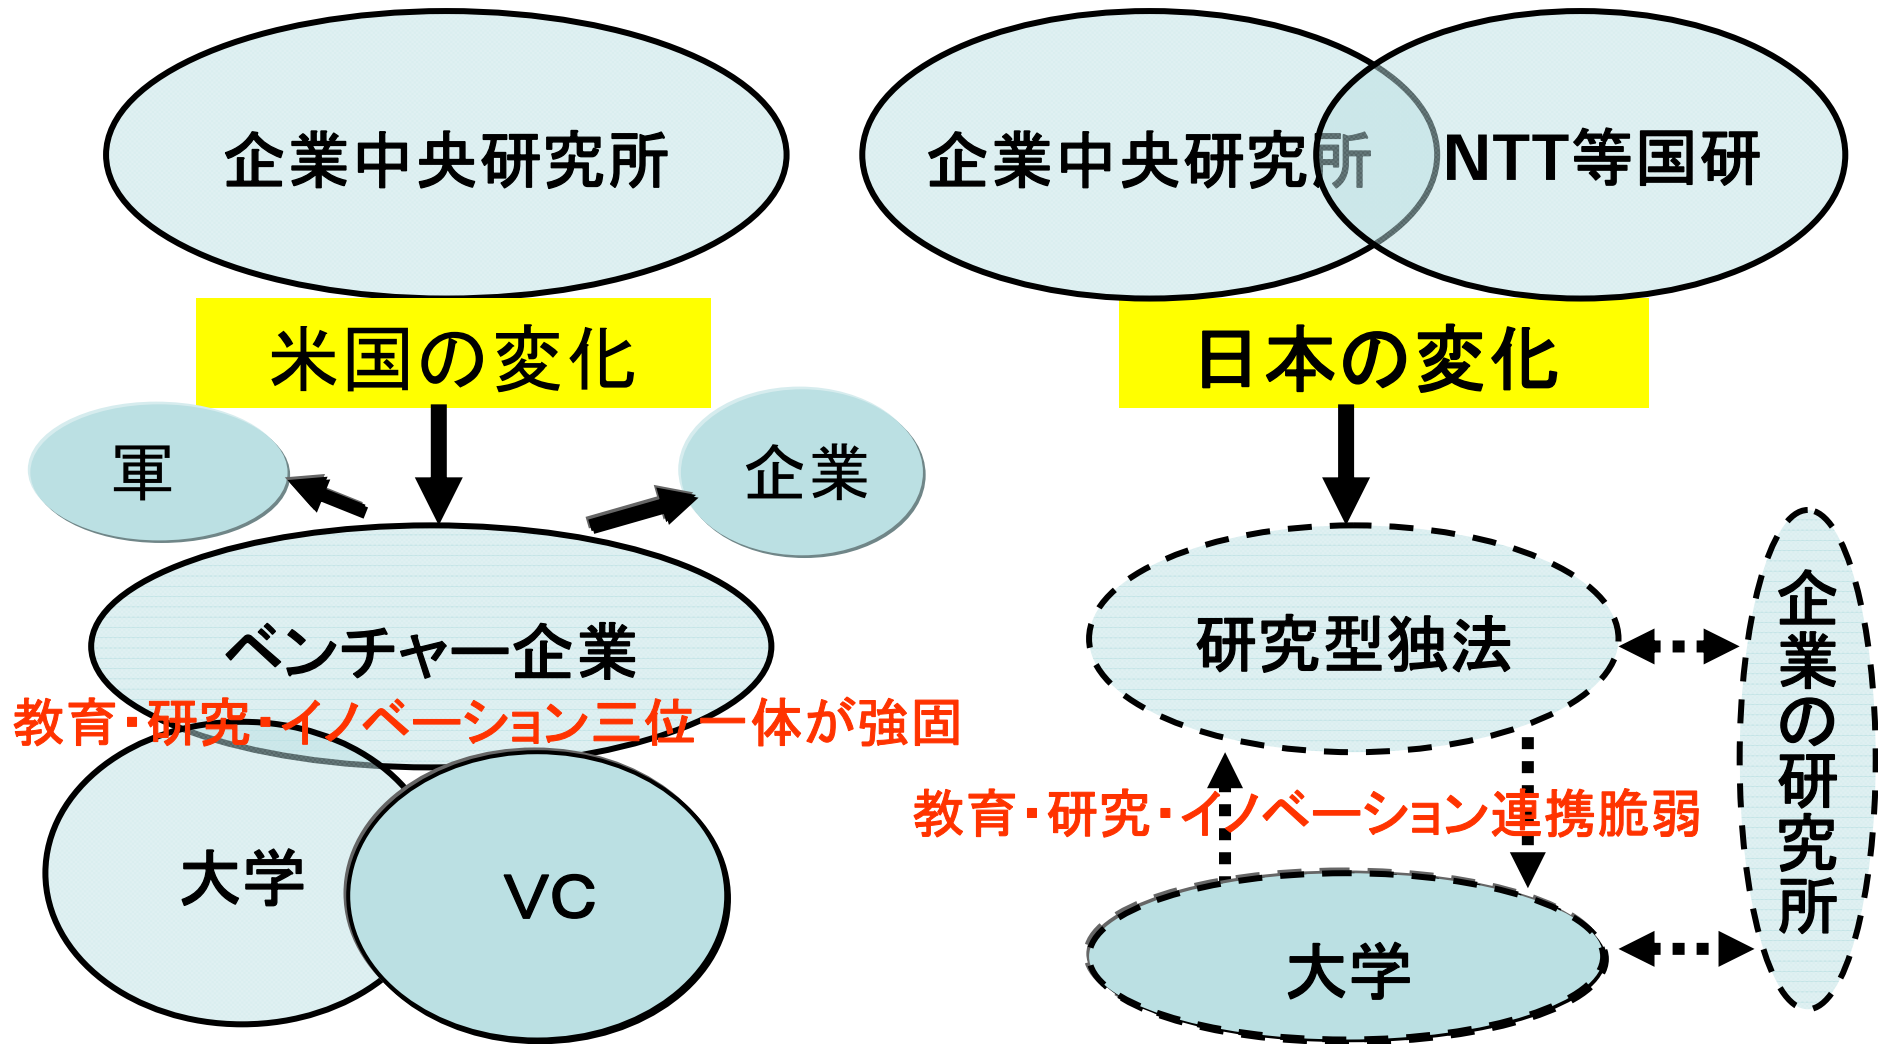 企業中央研究所
企業中央研究所
NTT等国研
米国の変化
日本の変化
軍
企業
ベンチャー企業
研究型独法
企業の研究所
教育・研究・イノベーション三位一体が強固
教育・研究・イノベーション連携脆弱
大学
VC
大学